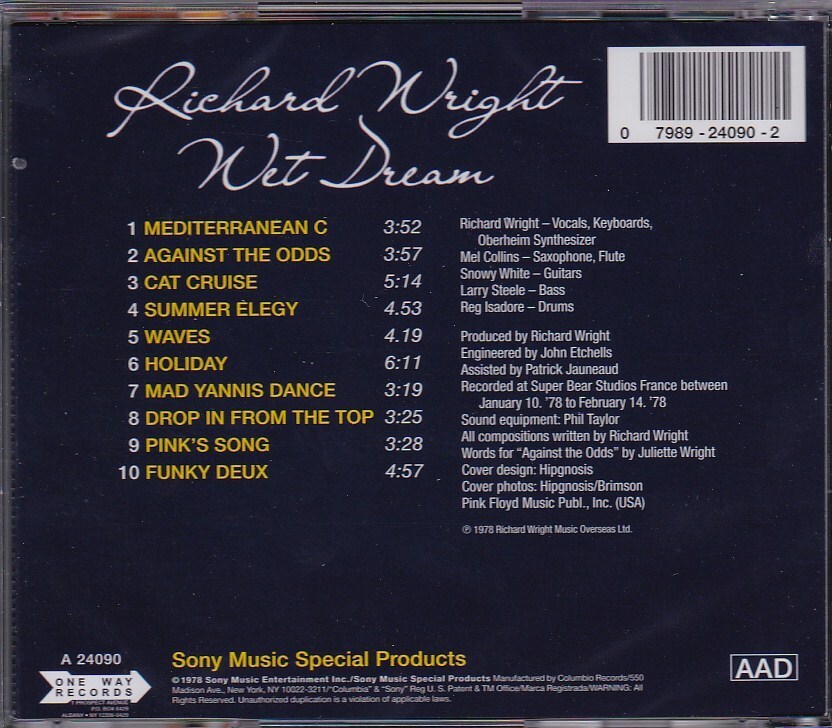 Richard Wright
Wet Dream
0 7989-24090-2
1 MEDITERRANEAN C 3:52
2 AGAINST THE ODDS 3:57
3 CAT CRUISE 5:14
4 SUMMER ELEGY 4.53
5 WAVES 4.19
6 HOLIDAY 6:11
7 MAD YANNIS DANCE 3:19
8 DROP IN FROM THE TOP 3:25
9 PINK'S SONG 3:28
10 FUNKY DEUX 4:57
Richard Wright – Vocals, Keyboards,
Oberheim Synthesizer
Mel Collins – Saxophone, Flute
Snowy White – Guitars
Larry Steele – Bass
Reg Isadore – Drums
Produced by Richard Wright
Engineered by John Etchells
Assisted by Patrick Jauneaud
Recorded at Super Bear Studios France between
January 10. '78 to February 14. '78
Sound equipment: Phil Taylor
All compositions written by Richard Wright
Words for "Against the Odds" by Juliette Wright
Cover design: Hipgnosis
Cover photos: Hipgnosis/Brimson
Pink Floyd Music Publ., Inc. (USA)
℗ 1978 Richard Wright Music Overseas Ltd.
A 24090
ONE WAY
RECORDS
1 PROSPECT AVENUE
P.O. BOX 6429
ALBANY • NY 12206-0429
Sony Music Special Products
© 1978 Sony Music Entertainment Inc./Sony Music Special Products Manufactured by Columbio Records/550
Madison Ave., New York, NY 10022-3211/"Columbia" & "Sony" Reg U. S. Patent & TM Office/Marca Registrada/WARNING: All
Rights Reserved. Unauthorized duplication is a violation of applicable laws.
AAD